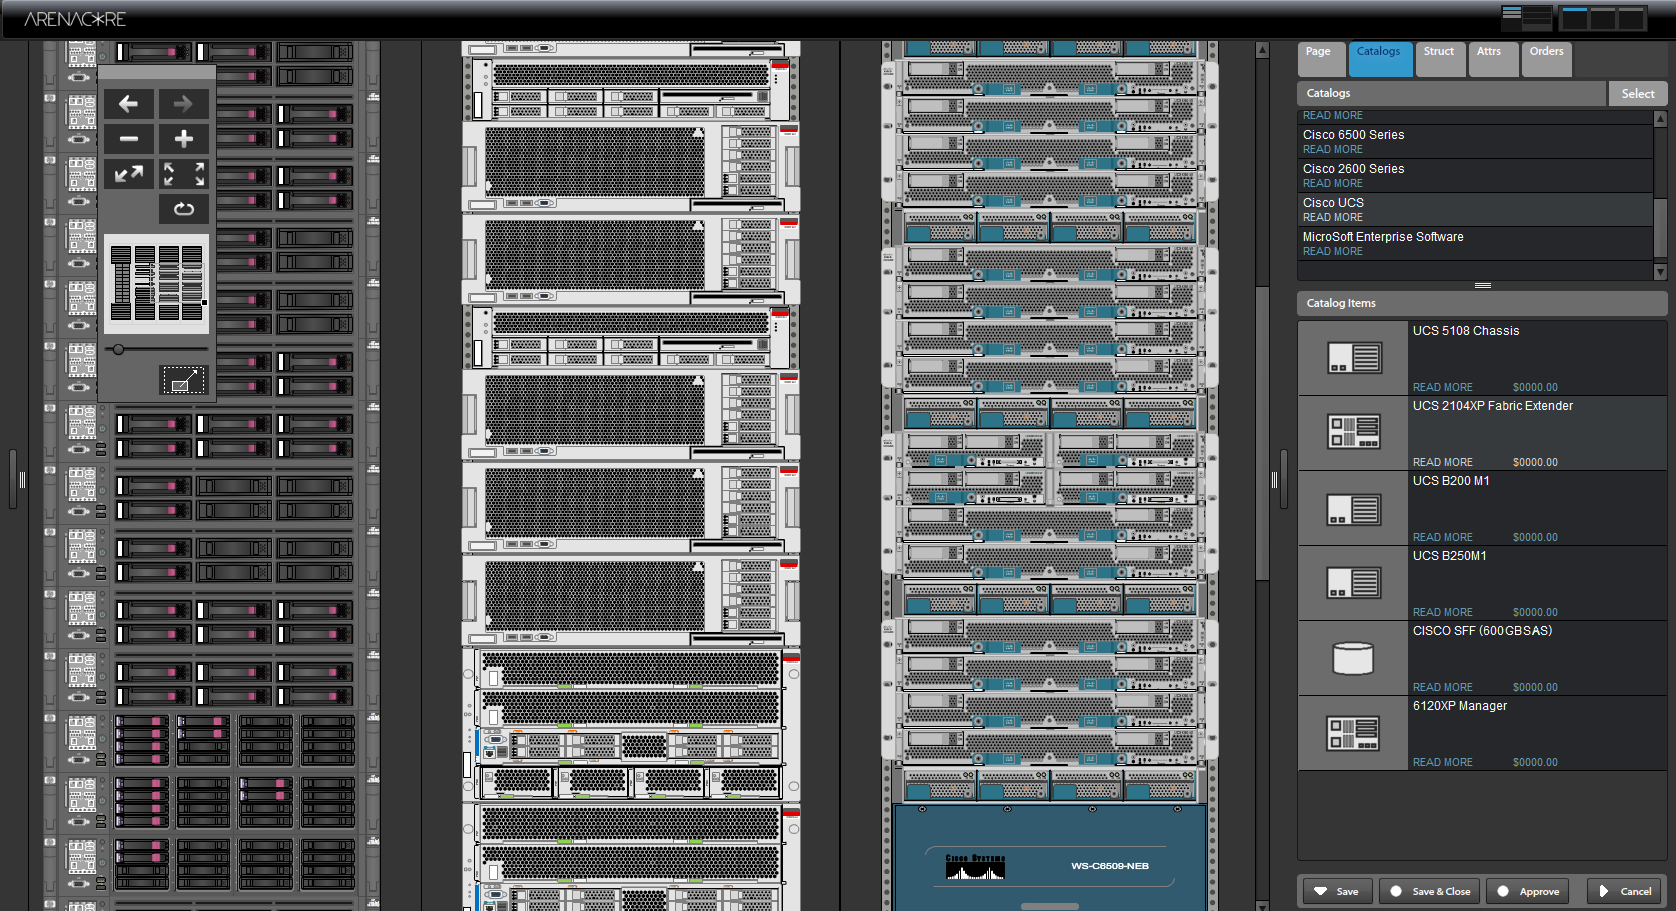 ARENACORE
Page
Catalogs
Struct
Attrs
Orders
Catalogs
Select
READ MORE
Cisco 6500 Series
READ MORE
Cisco 2600 Series
READ MORE
Cisco UCS
READ MORE
MicroSoft Enterprise Software
READ MORE
Catalog Items
UCS 5108 Chassis
READ MORE $0000.00
UCS 2104XP Fabric Extender
READ MORE $0000.00
UCS B200 M1
READ MORE $0000.00
UCS B250M1
READ MORE $0000.00
CISCO SFF (600GBSAS)
READ MORE $0000.00
6120XP Manager
READ MORE $0000.00
Cisco Systems
WS-C6509-NEB
Save
Save & Close
Approve
Cancel